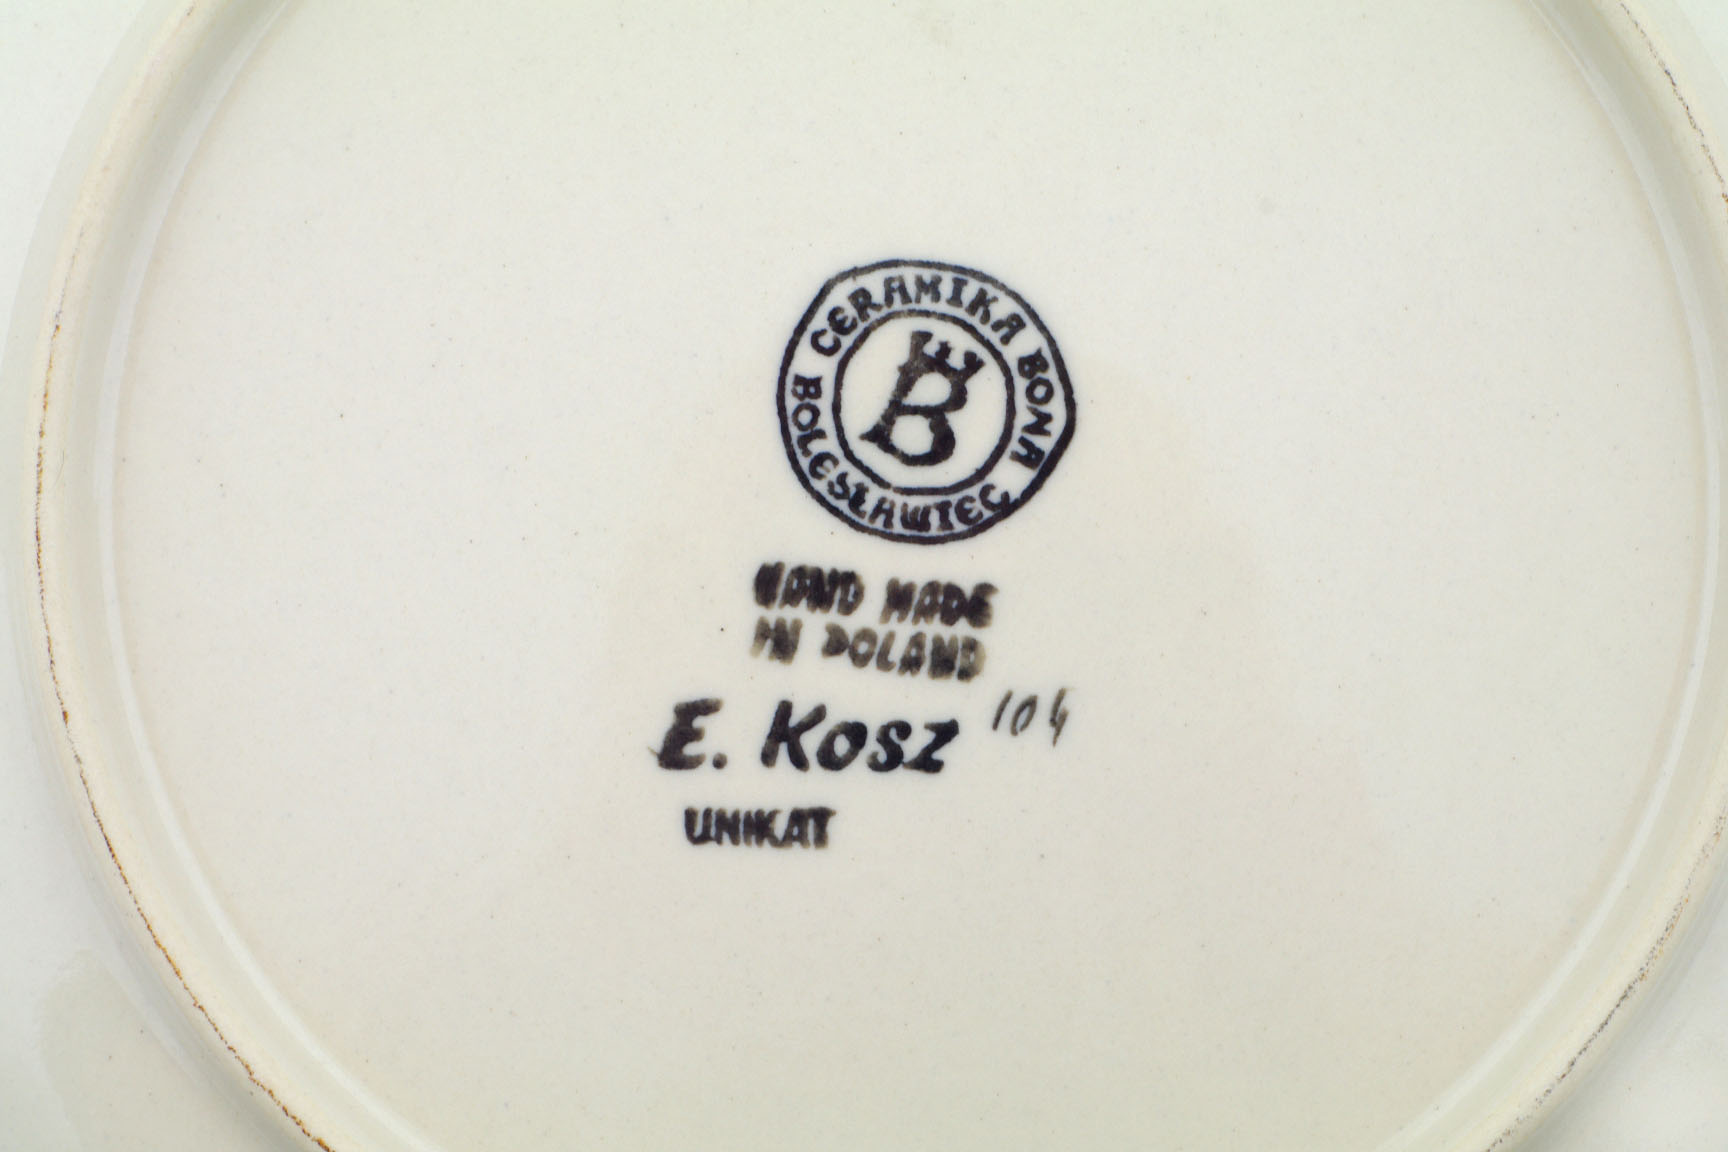 CERAMIKA BONA
BOLESŁAWIEC
B
HAND MADE
IN POLAND
E. Kosz 104
UNIKAT